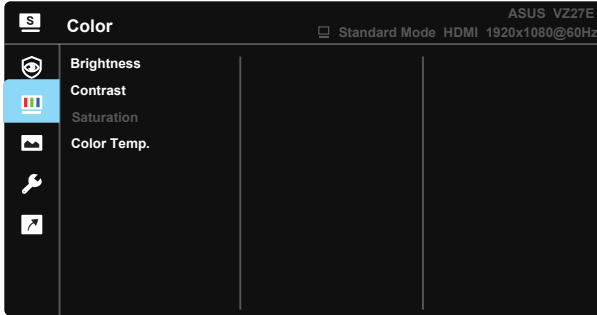 S
Color
ASUS VZ27E
Standard Mode HDMI 1920x1080@60Hz
Brightness
Contrast
Saturation
Color Temp.